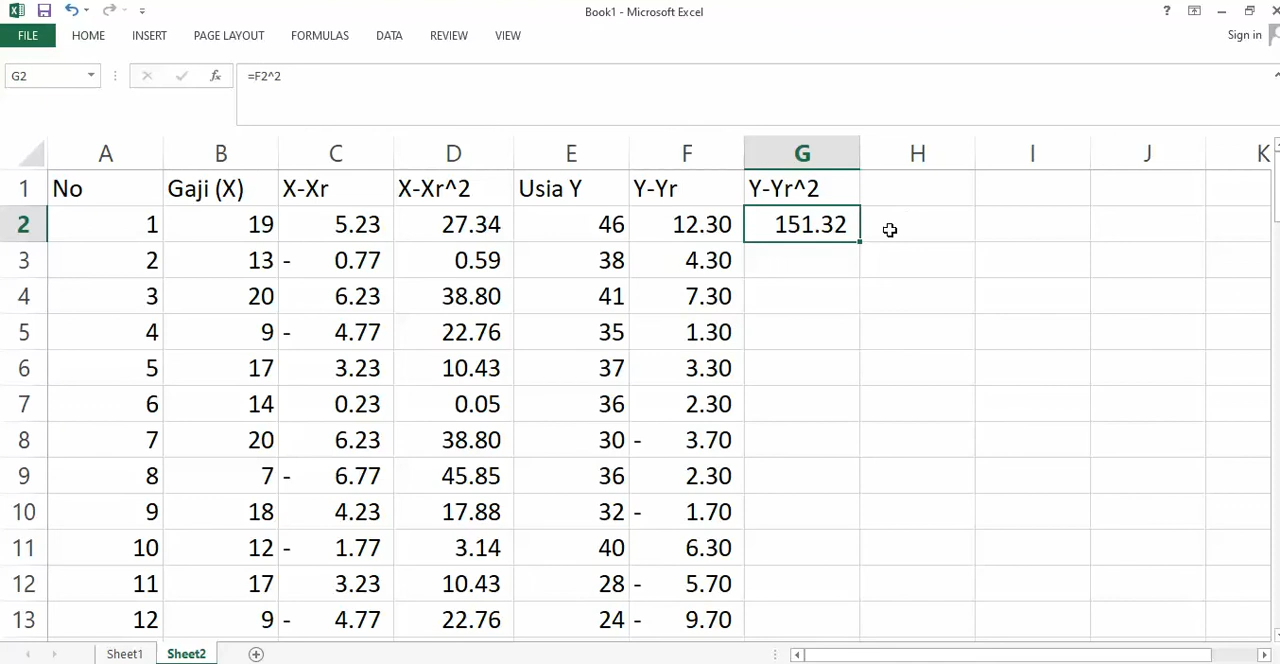 Book1 - Microsoft Excel
?
FILE HOME INSERT PAGE LAYOUT FORMULAS DATA REVIEW VIEW Sign in
G2 fx =F2^2
A B C D E F G H I J K
1 No Gaji (X) X-Xr X-Xr^2 Usia Y Y-Yr Y-Yr^2
2 1 19 5.23 27.34 46 12.30 151.32
3 2 13 - 0.77 0.59 38 4.30
4 3 20 6.23 38.80 41 7.30
5 4 9 - 4.77 22.76 35 1.30
6 5 17 3.23 10.43 37 3.30
7 6 14 0.23 0.05 36 2.30
8 7 20 6.23 38.80 30 - 3.70
9 8 7 - 6.77 45.85 36 2.30
10 9 18 4.23 17.88 32 - 1.70
11 10 12 - 1.77 3.14 40 6.30
12 11 17 3.23 10.43 28 - 5.70
13 12 9 - 4.77 22.76 24 - 9.70
Sheet1 Sheet2